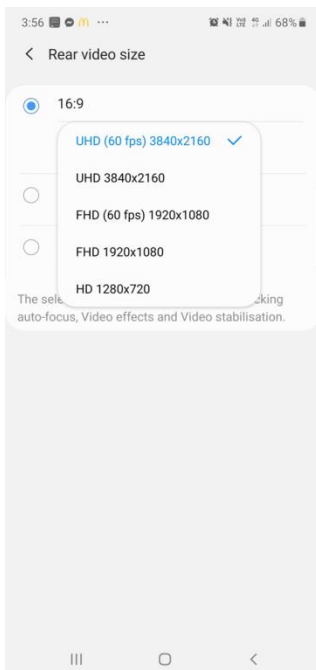 3:56 68%
Rear video size
16:9
UHD (60 fps) 3840x2160
UHD 3840x2160
FHD (60 fps) 1920x1080
FHD 1920x1080
HD 1280x720
The sele king
auto-focus, Video effects and Video stabilisation.